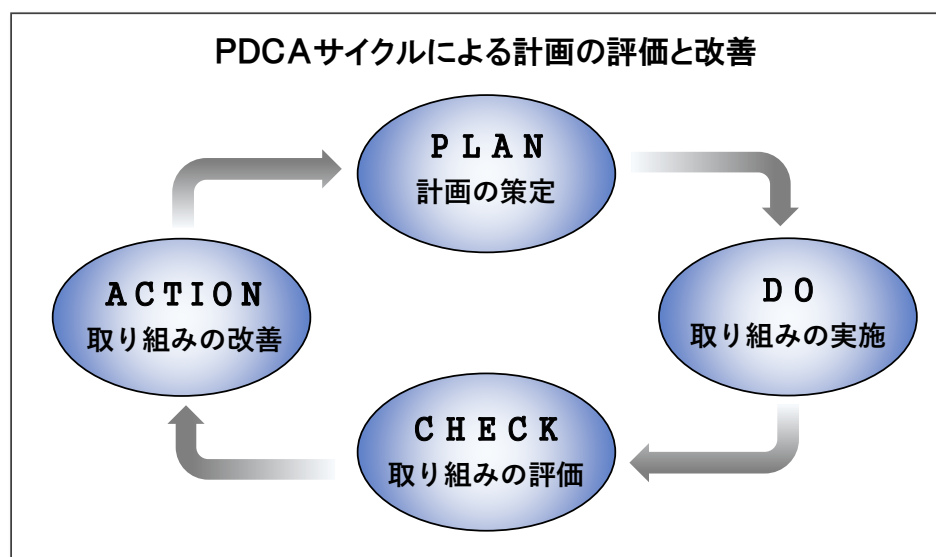 PDCAサイクルによる計画の評価と改善
PLAN
計画の策定
DO
取り組みの実施
CHECK
取り組みの評価
ACTION
取り組みの改善